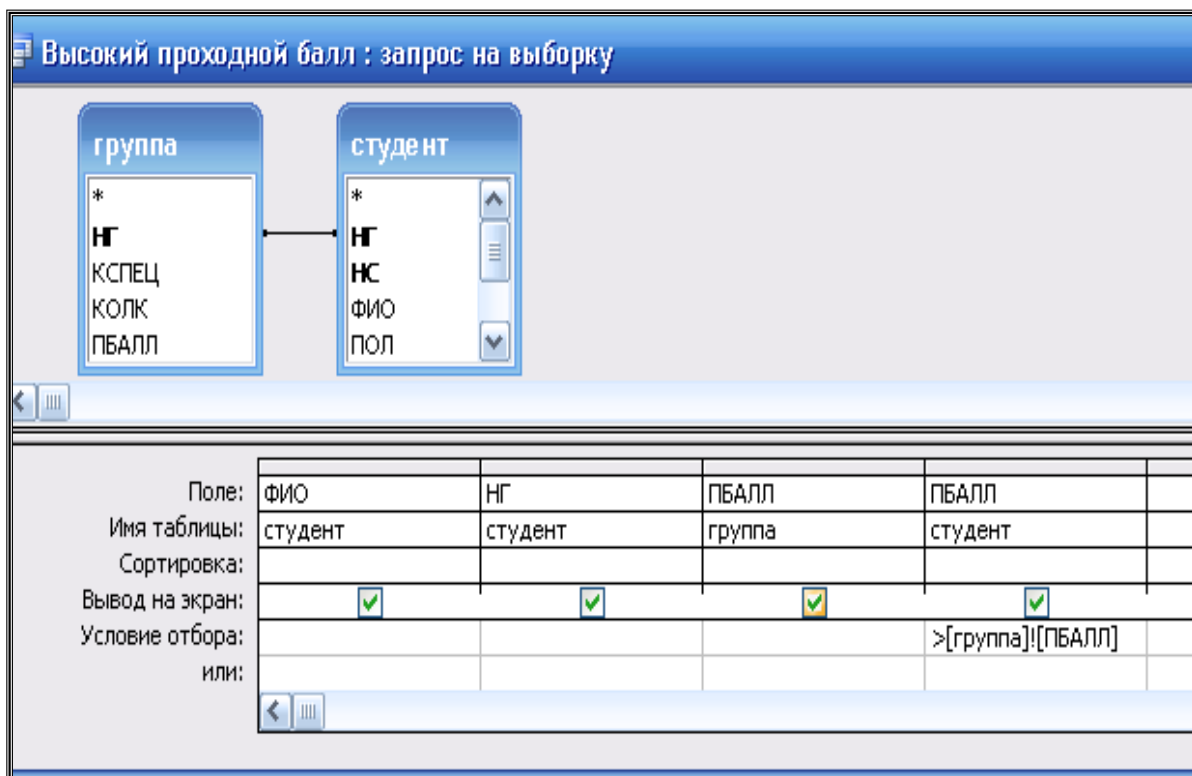 Высокий проходной балл : запрос на выборку
группа
*
НГ
КСПЕЦ
КОЛК
ПБАЛЛ
студент
*
НГ
НС
ФИО
ПОЛ
Поле: ФИО НГ ПБАЛЛ ПБАЛЛ
Имя таблицы: студент студент группа студент
Сортировка:
Вывод на экран:
Условие отбора: >[группа]![ПБАЛЛ]
или: